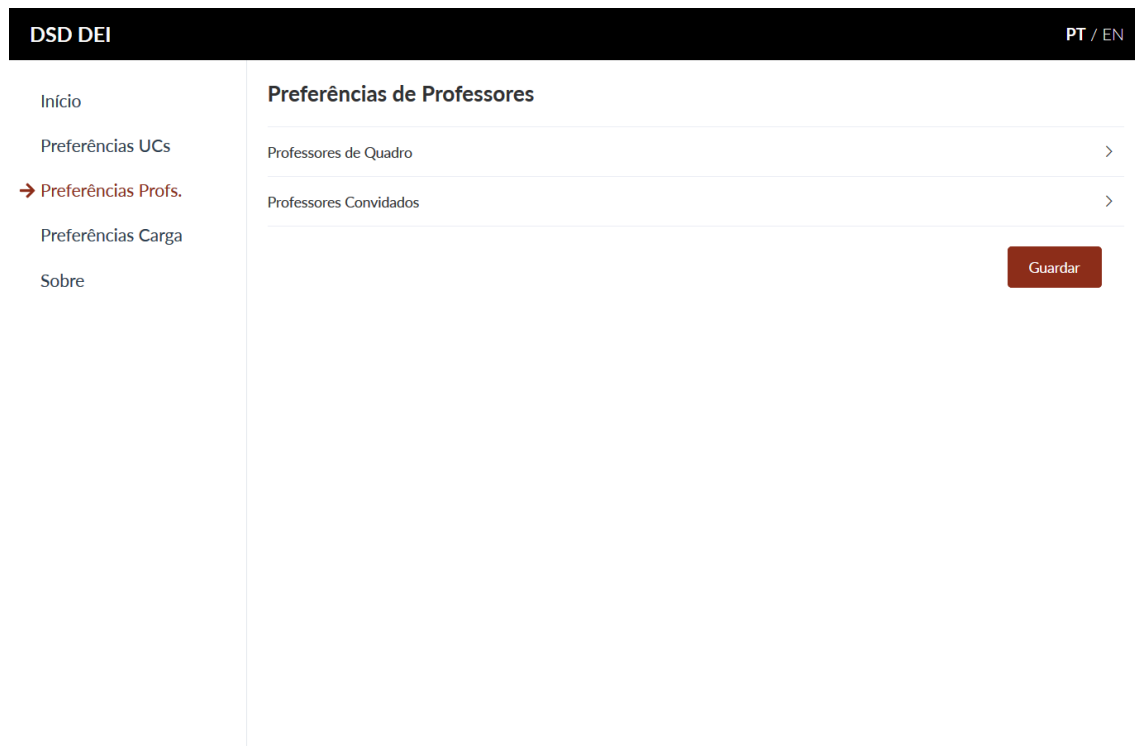 DSD DEI
PT / EN
Início
Preferências UCs
Preferências Profs.
Preferências Carga
Sobre
Preferências de Professores
Professores de Quadro
Professores Convidados
Guardar